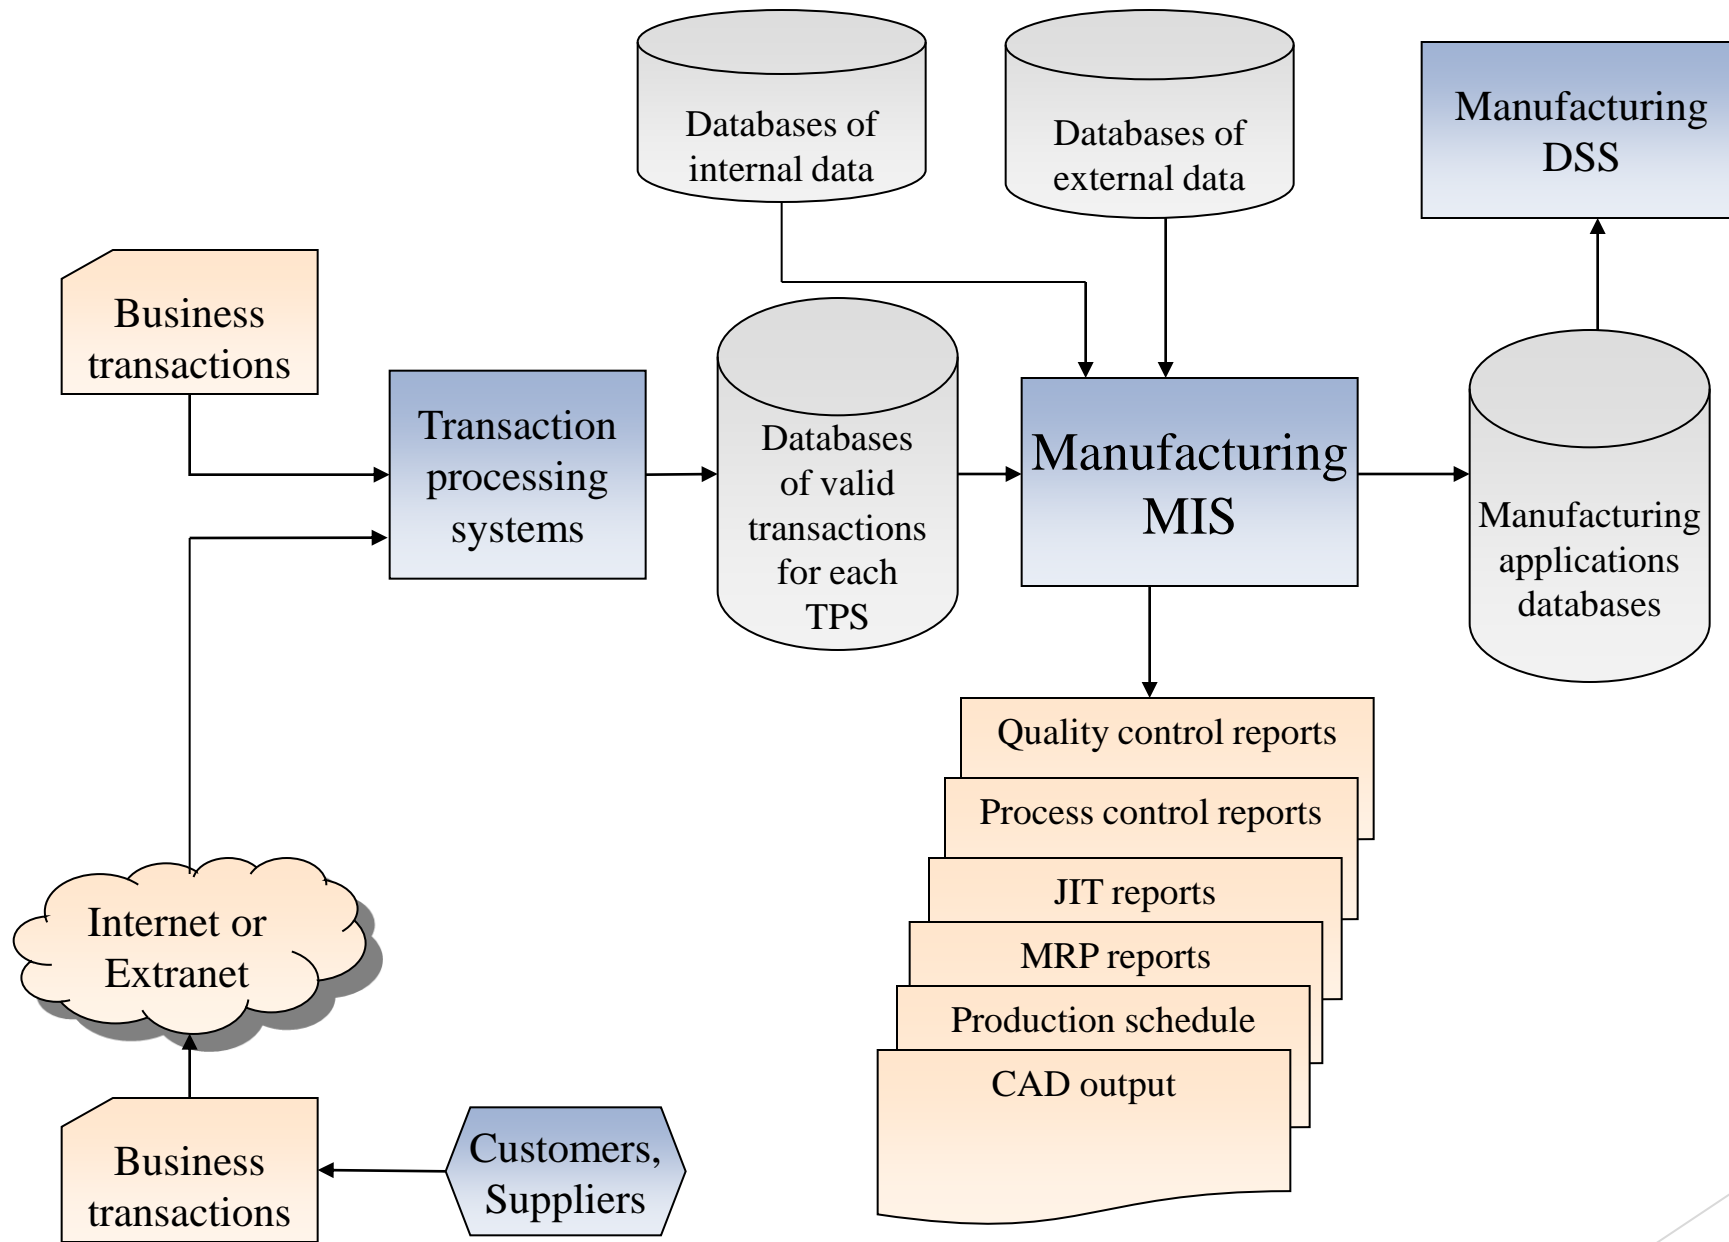 Databases of
internal data
Databases of
external data
Manufacturing
DSS
Business
transactions
Transaction
processing
systems
Databases
of valid
transactions
for each
TPS
Manufacturing
MIS
Manufacturing
applications
databases
Quality control reports
Process control reports
JIT reports
MRP reports
Production schedule
CAD output
Internet or
Extranet
Business
transactions
Customers,
Suppliers